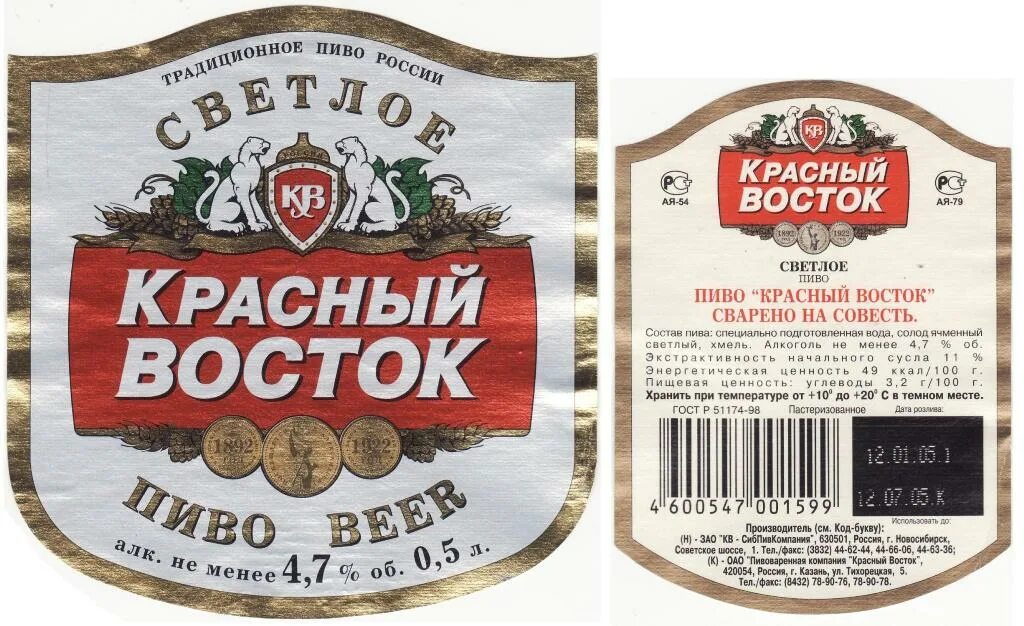 ТРАДИЦИОННОЕ ПИВО РОССИИ
СВЕТЛОЕ
КВ
КРАСНЫЙ
ВОСТОК
1892
1922
ПИВО BEER
алк. не менее 4,7 % об. 0,5 л.
КВ
КРАСНЫЙ
ВОСТОК
1892
1922
РСТ
АЯ-54
РСТ
АЯ-79
СВЕТЛОЕ
ПИВО
ПИВО “КРАСНЫЙ ВОСТОК”
СВАРЕНО НА СОВЕСТЬ.
Состав пива: специально подготовленная вода, солод ячменный
светлый, хмель. Алкоголь не менее 4,7 % об.
Экстрактивность начального сусла 11 %
Энергетическая ценность 49 ккал/100 г.
Пищевая ценность: углеводы 3,2 г/100 г.
Хранить при температуре от +10° до +20° С в темном месте.
ГОСТ Р 51174-98 Пастеризованное Дата розлива:
12.01.05.1
12.07.05.К
4 600547 001599
Использовать до:
Производитель (см. Код-букву):
(Н) - ЗАО "КВ - СибПивКомпания", 630501, Россия, г. Новосибирск,
Советское шоссе, 1. Тел./факс: (3832) 44-62-44, 44-66-06, 44-63-36;
(К) - ОАО "Пивоваренная компания "Красный Восток",
420054, Россия, г. Казань, ул. Тихорецкая, 5.
Тел./факс: (8432) 78-90-76, 78-90-78.